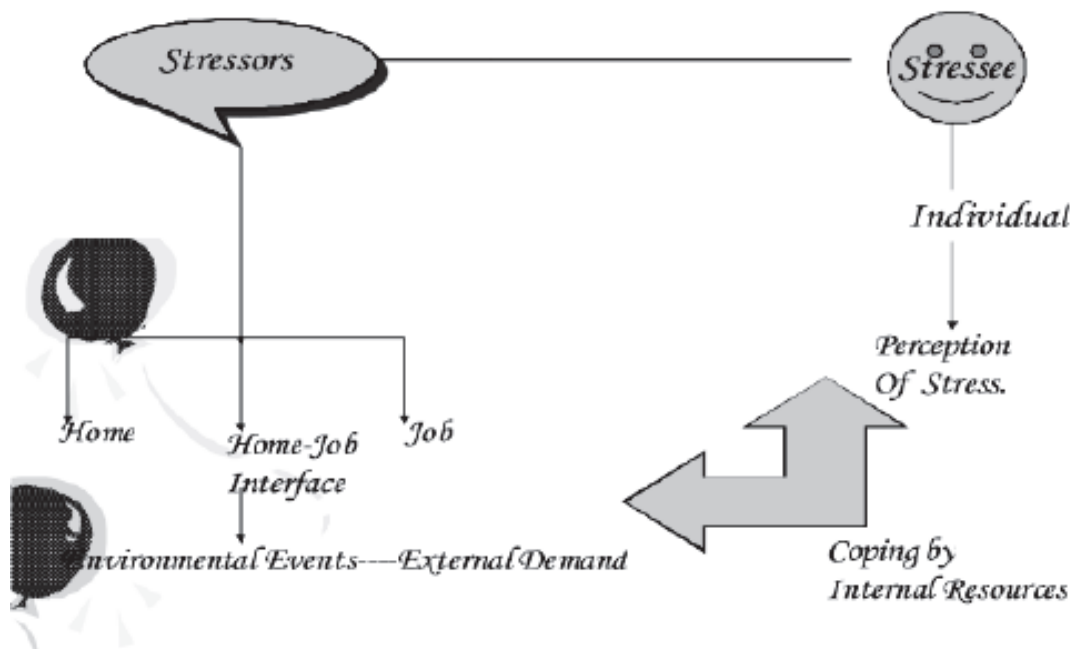 Stressors
Stressee
Individual
Perception
Of Stress.
Home
Home-Job
Interface
Job
Environmental Events----External Demand
Coping by
Internal Resources